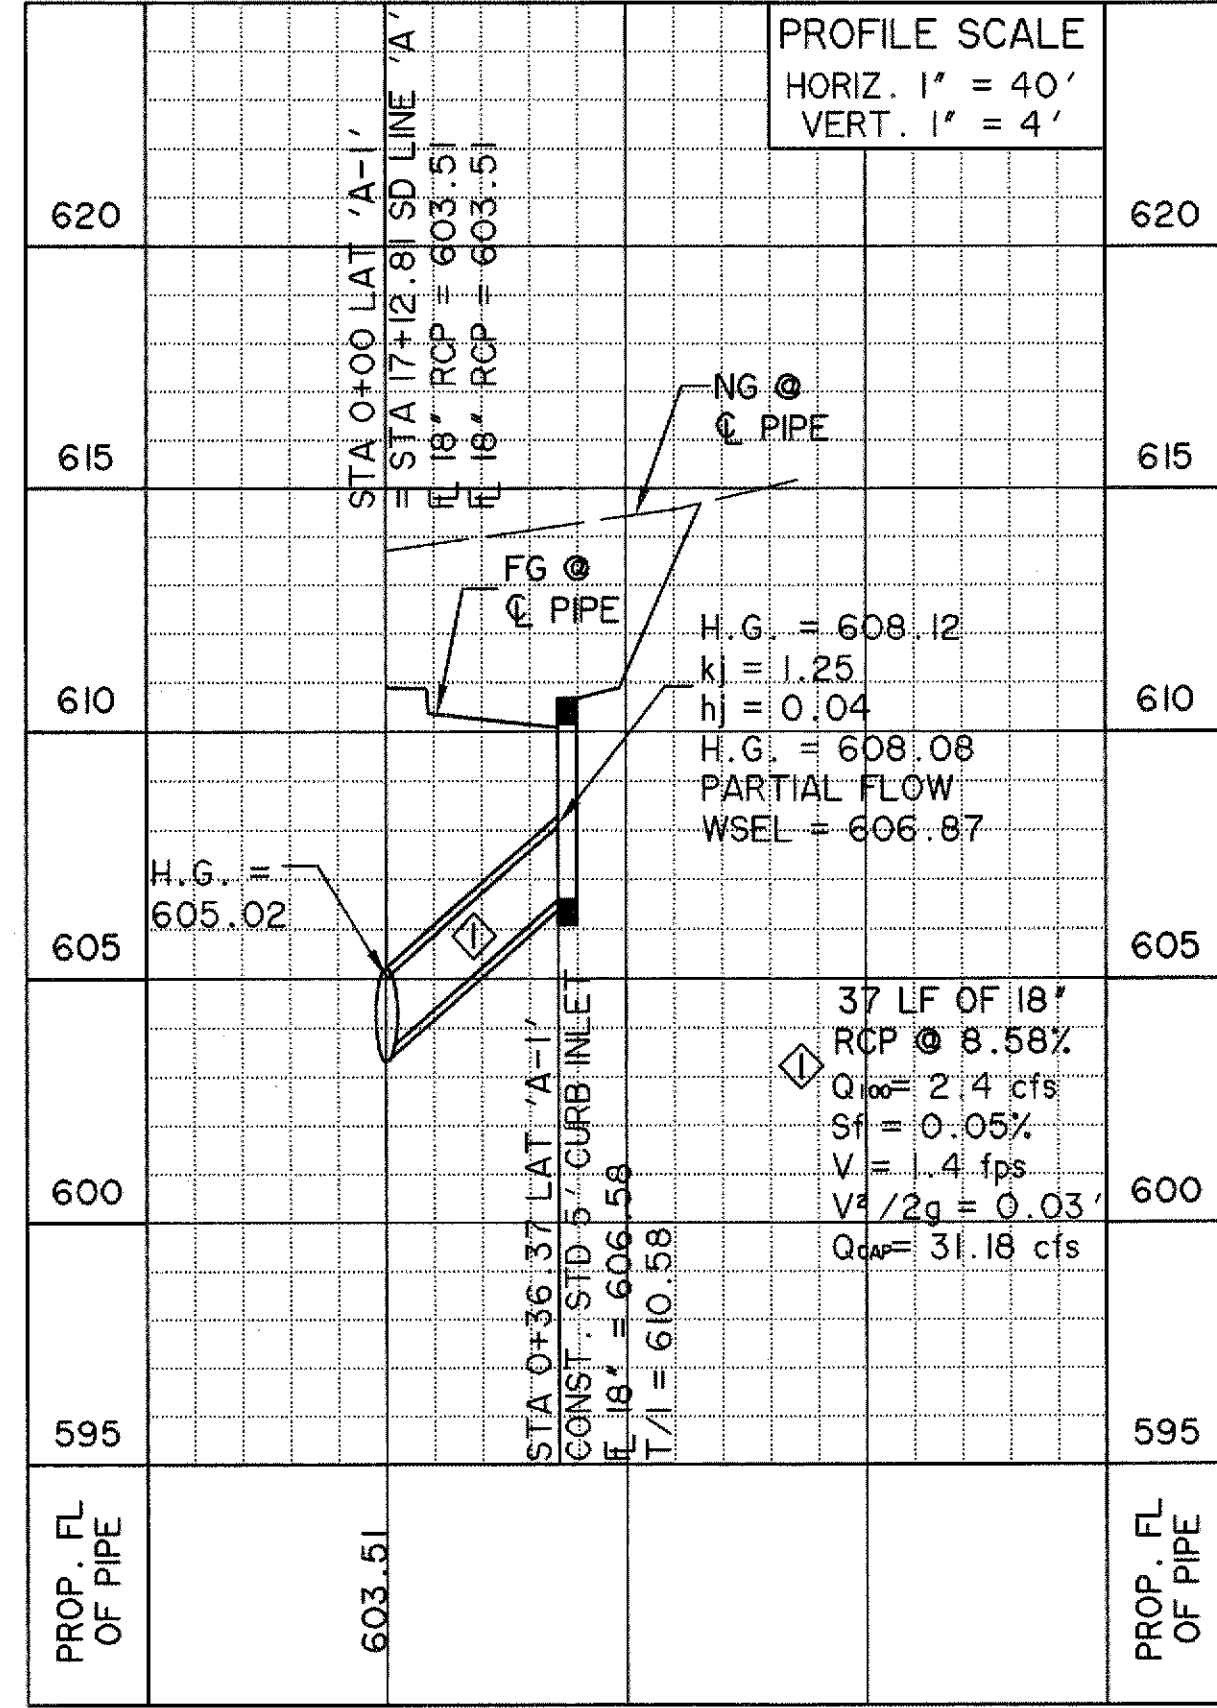 PROFILE SCALE
HORIZ. 1" = 40'
VERT. 1" = 4'
STA 0+00 LAT 'A-1'
= STA 17+12.81 SD LINE 'A'
FL 18" RCP = 603.51
FL 18" RCP = 603.51
620
620
615
615
610
610
605
605
600
600
595
595
NG @
℄ PIPE
FG @
℄ PIPE
H.G. = 608.12
kj = 1.25
hj = 0.04
H.G. = 608.08
PARTIAL FLOW
WSEL = 606.87
H.G. =
605.02
1
STA 0+36.37 LAT 'A-1'
CONST. STD 5' CURB INLET
FL 18" = 606.58
T/I = 610.58
1
37 LF OF 18"
RCP @ 8.58%
Q100= 2.4 cfs
Sf = 0.05%
V = 1.4 fps
V²/2g = 0.03'
QCAP= 31.18 cfs
PROP. FL
OF PIPE
603.51
PROP. FL
OF PIPE